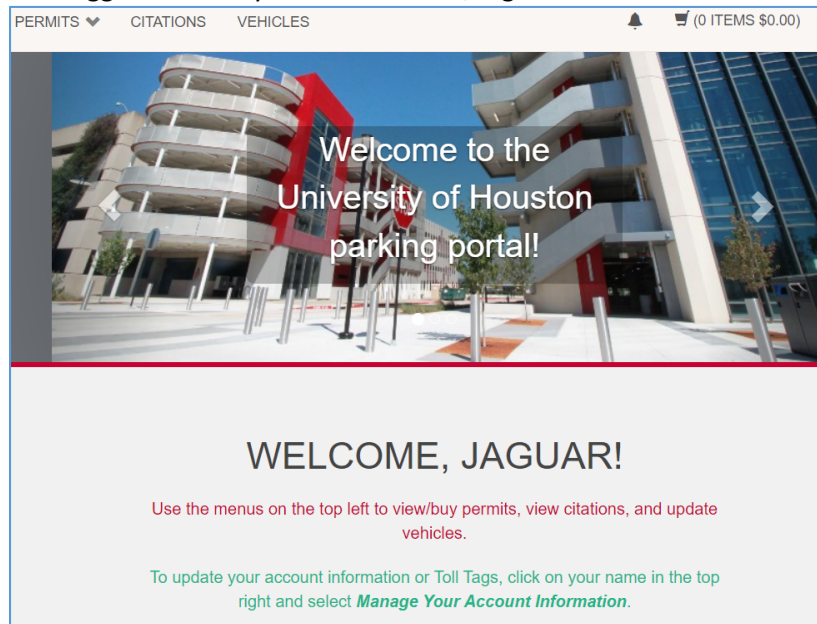 PERMITS CITATIONS VEHICLES (0 ITEMS $0.00)
Welcome to the
University of Houston
parking portal!
WELCOME, JAGUAR!
Use the menus on the top left to view/buy permits, view citations, and update
vehicles.
To update your account information or Toll Tags, click on your name in the top
right and select Manage Your Account Information.